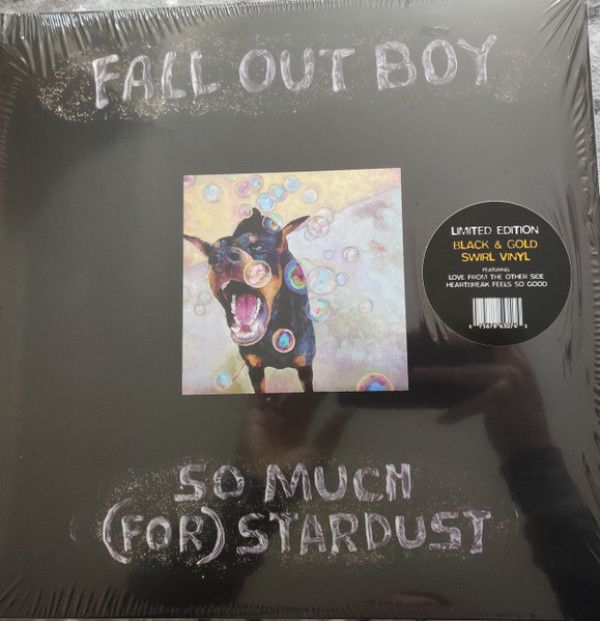 FALL OUT BOY
LIMITED EDITION
BLACK & GOLD
SWIRL VINYL
FEATURING
LOVE FROM THE OTHER SIDE
HEARTBREAK FEELS SO GOOD
SO MUCH
(FOR) STARDUST